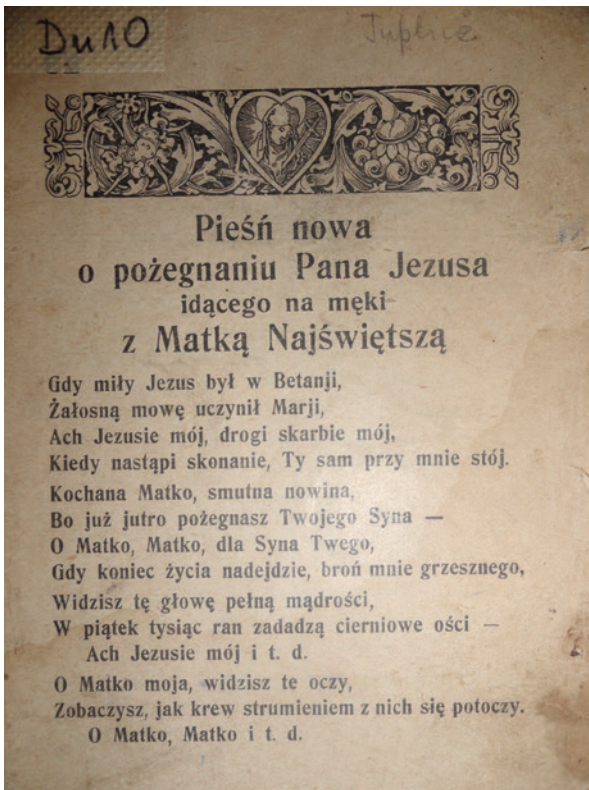 Du10
Pieśń nowa
o pożegnaniu Pana Jezusa
idącego na męki
z Matką Najświętszą
Gdy miły Jezus był w Betanji,
Żałosną mowę uczynił Marji,
Ach Jezusie mój, drogi skarbie mój,
Kiedy nastąpi skonanie, Ty sam przy mnie stój.
Kochana Matko, smutna nowina,
Bo już jutro pożegnasz Twojego Syna —
O Matko, Matko, dla Syna Twego,
Gdy koniec życia nadejdzie, broń mnie grzesznego,
Widzisz tę głowę pełną mądrości,
W piątek tysiąc ran zadadzą cierniowe ości —
Ach Jezusie mój i t. d.
O Matko moja, widzisz te oczy,
Zobaczysz, jak krew strumieniem z nich się potoczy.
O Matko, Matko i t. d.